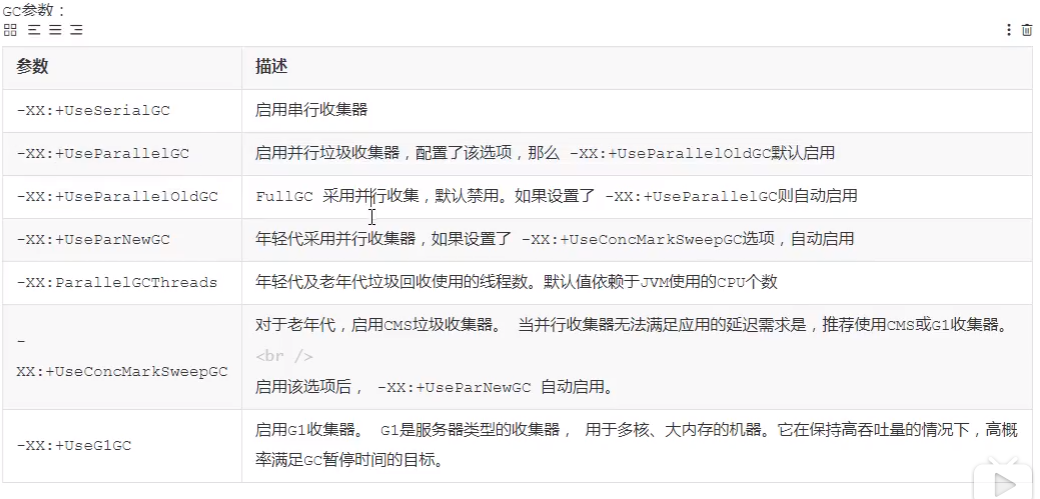 GC参数：
参数 描述
-XX:+UseSerialGC 启用串行收集器
-XX:+UseParallelGC 启用并行垃圾收集器，配置了该选项，那么 -XX:+UseParallelOldGC默认启用
-XX:+UseParallelOldGC FullGC 采用并行收集，默认禁用。如果设置了 -XX:+UseParallelGC则自动启用
-XX:+UseParNewGC 年轻代采用并行收集器，如果设置了 -XX:+UseConcMarkSweepGC选项，自动启用
-XX:ParallelGCThreads 年轻代及老年代垃圾回收使用的线程数。默认值依赖于JVM使用的CPU个数
-
XX:+UseConcMarkSweepGC
对于老年代，启用CMS垃圾收集器。 当并行收集器无法满足应用的延迟需求是，推荐使用CMS或G1收集器。
<br />
启用该选项后， -XX:+UseParNewGC 自动启用。
-XX:+UseG1GC
启用G1收集器。 G1是服务器类型的收集器， 用于多核、大内存的机器。它在保持高吞吐量的情况下，高概
率满足GC暂停时间的目标。